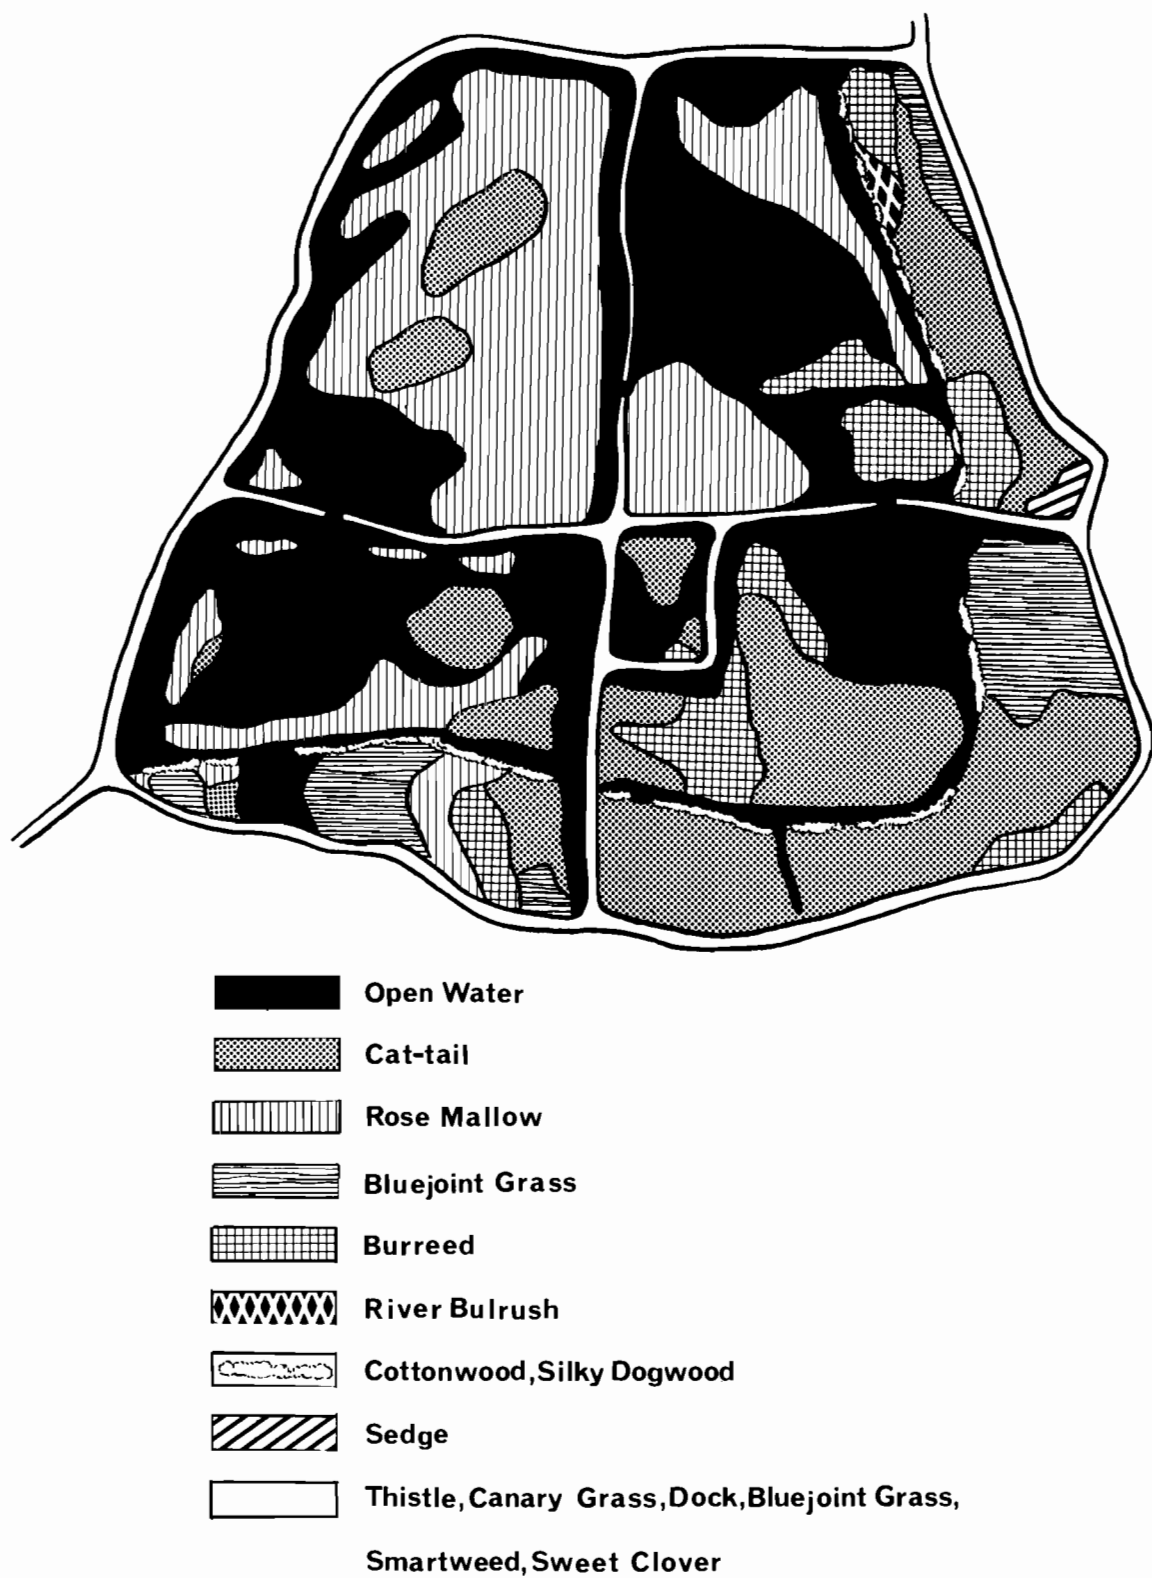 Open Water
Cat-tail
Rose Mallow
Bluejoint Grass
Burreed
River Bulrush
Cottonwood,Silky Dogwood
Sedge
Thistle,Canary Grass,Dock,Bluejoint Grass,
Smartweed,Sweet Clover